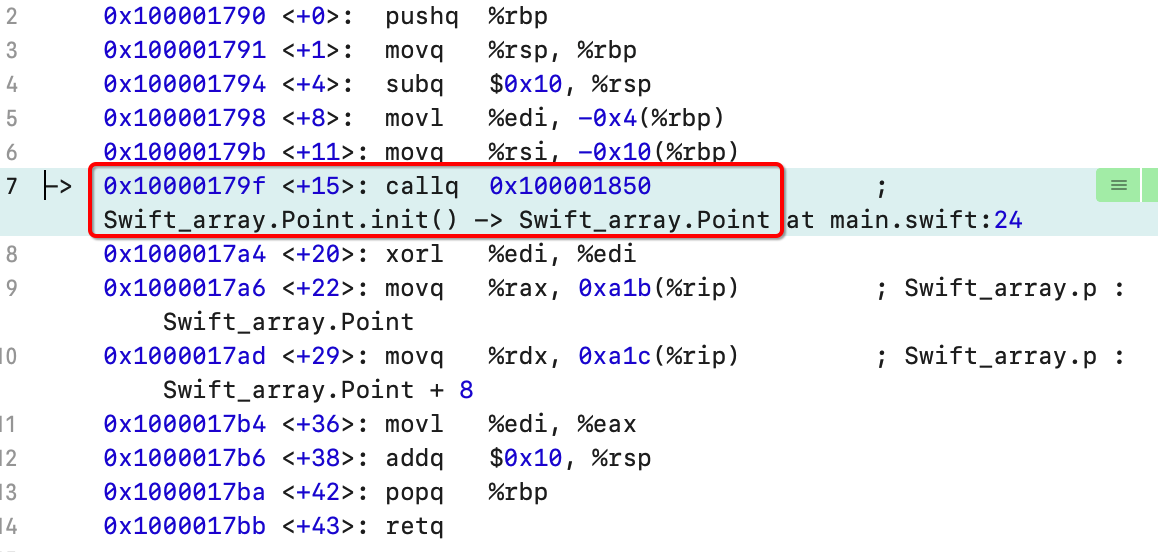 2 0x100001790 <+0>: pushq %rbp
3 0x100001791 <+1>: movq %rsp, %rbp
4 0x100001794 <+4>: subq $0x10, %rsp
5 0x100001798 <+8>: movl %edi, -0x4(%rbp)
6 0x10000179b <+11>: movq %rsi, -0x10(%rbp)
7 -> 0x10000179f <+15>: callq 0x100001850 ;
Swift_array.Point.init() -> Swift_array.Point at main.swift:24
8 0x1000017a4 <+20>: xorl %edi, %edi
9 0x1000017a6 <+22>: movq %rax, 0xa1b(%rip) ; Swift_array.p :
Swift_array.Point
10 0x1000017ad <+29>: movq %rdx, 0xa1c(%rip) ; Swift_array.p :
Swift_array.Point + 8
11 0x1000017b4 <+36>: movl %edi, %eax
12 0x1000017b6 <+38>: addq $0x10, %rsp
13 0x1000017ba <+42>: popq %rbp
14 0x1000017bb <+43>: retq